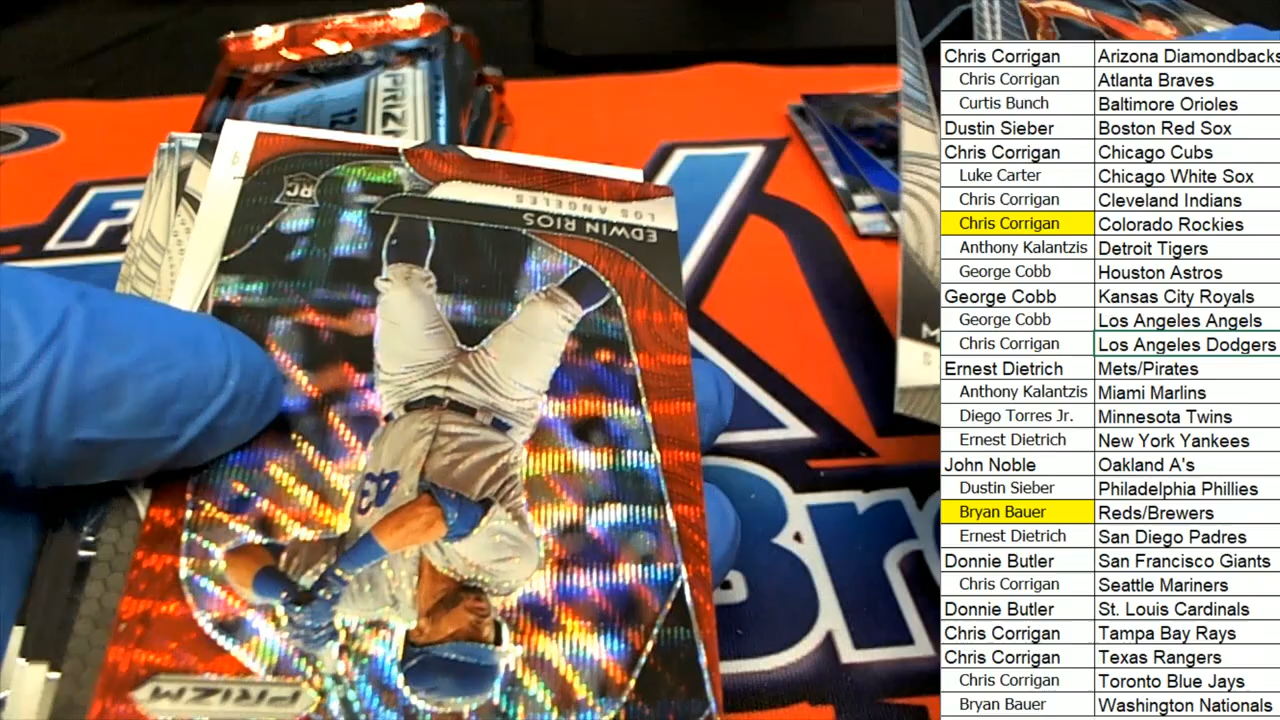 PRIZM
12
RC
LOS ANGELES
EDWIN RIOS
43
PRIZM
Br
Chris Corrigan Arizona Diamondbacks
Chris Corrigan Atlanta Braves
Curtis Bunch Baltimore Orioles
Dustin Sieber Boston Red Sox
Chris Corrigan Chicago Cubs
Luke Carter Chicago White Sox
Chris Corrigan Cleveland Indians
Chris Corrigan Colorado Rockies
Anthony Kalantzis Detroit Tigers
George Cobb Houston Astros
George Cobb Kansas City Royals
George Cobb Los Angeles Angels
Chris Corrigan Los Angeles Dodgers
Ernest Dietrich Mets/Pirates
Anthony Kalantzis Miami Marlins
Diego Torres Jr. Minnesota Twins
Ernest Dietrich New York Yankees
John Noble Oakland A's
Dustin Sieber Philadelphia Phillies
Bryan Bauer Reds/Brewers
Ernest Dietrich San Diego Padres
Donnie Butler San Francisco Giants
Chris Corrigan Seattle Mariners
Donnie Butler St. Louis Cardinals
Chris Corrigan Tampa Bay Rays
Chris Corrigan Texas Rangers
Chris Corrigan Toronto Blue Jays
Bryan Bauer Washington Nationals